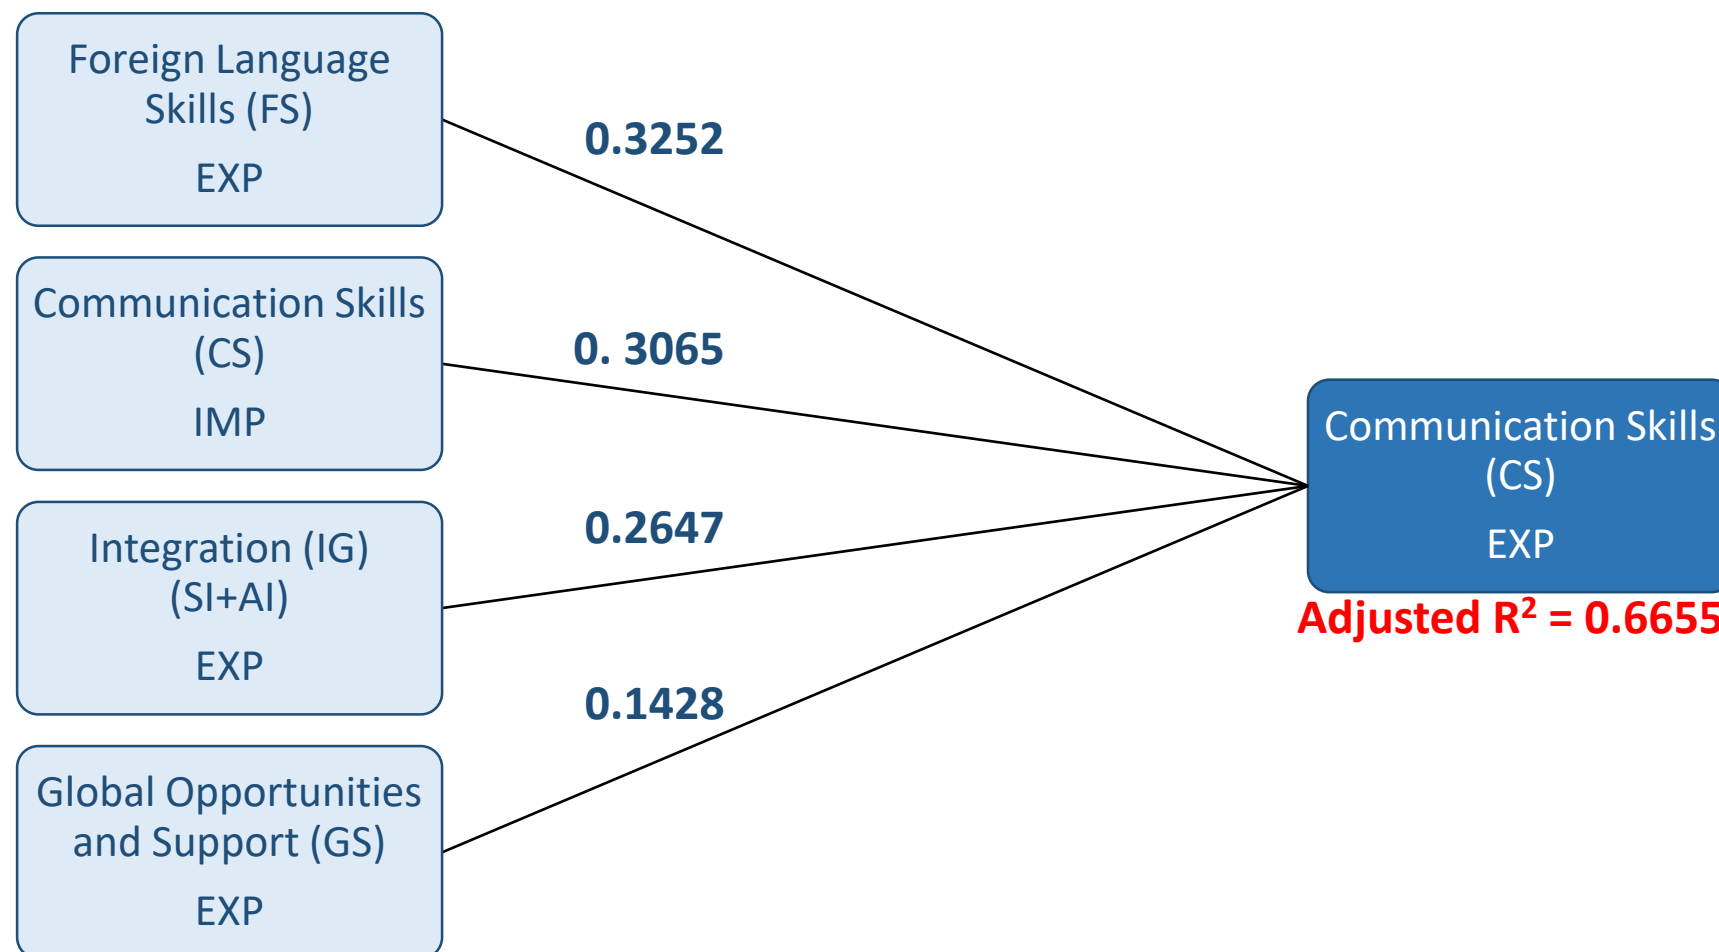 Foreign Language
Skills (FS)
EXP
0.3252
Communication Skills
(CS)
IMP
0. 3065
Integration (IG)
(SI+AI)
EXP
0.2647
Global Opportunities
and Support (GS)
EXP
0.1428
Communication Skills
(CS)
EXP
Adjusted R² = 0.6655